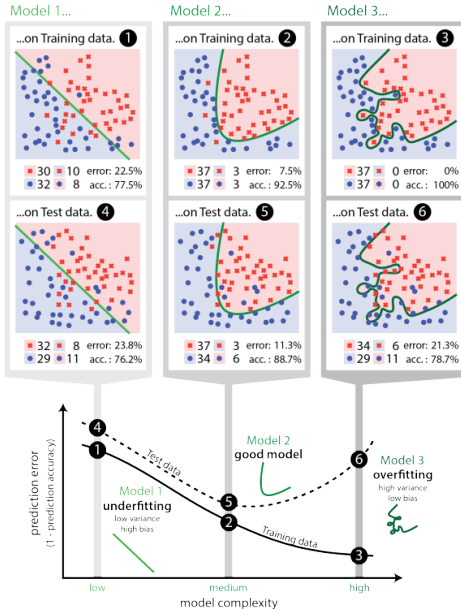 Model 1... Model 2... Model 3...
...on Training data. 1
...on Training data. 2
...on Training data. 3
30 10 error: 22.5%
32 8 acc.: 77.5%
37 3 7.5%
37 3 acc. : 92.5%
37 0 error: 0%
37 0 acc. : 100%
...on Test data. 4
...on Test data. 5
...on Test data. 6
32 8 error: 23.8%
29 11 acc. : 76.2%
37 3 error: 11.3%
34 6 acc. : 88.7%
34 6 error: 21.3%
29 11 acc. : 78.7%
prediction error
(1 - prediction accuracy)
4
1
Test data
Model 1
underfitting
low variance
high bias
5
2
Model 2
good model
Training data
6
3
Model 3
overfitting
high variance
low bias
low medium high
model complexity